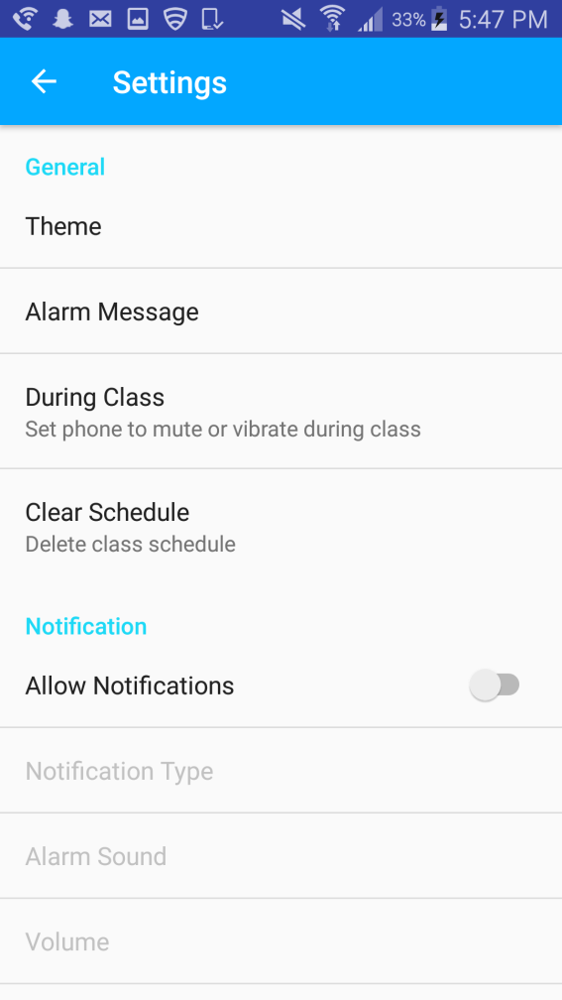 33% 5:47 PM
Settings
General
Theme
Alarm Message
During Class
Set phone to mute or vibrate during class
Clear Schedule
Delete class schedule
Notification
Allow Notifications
Notification Type
Alarm Sound
Volume